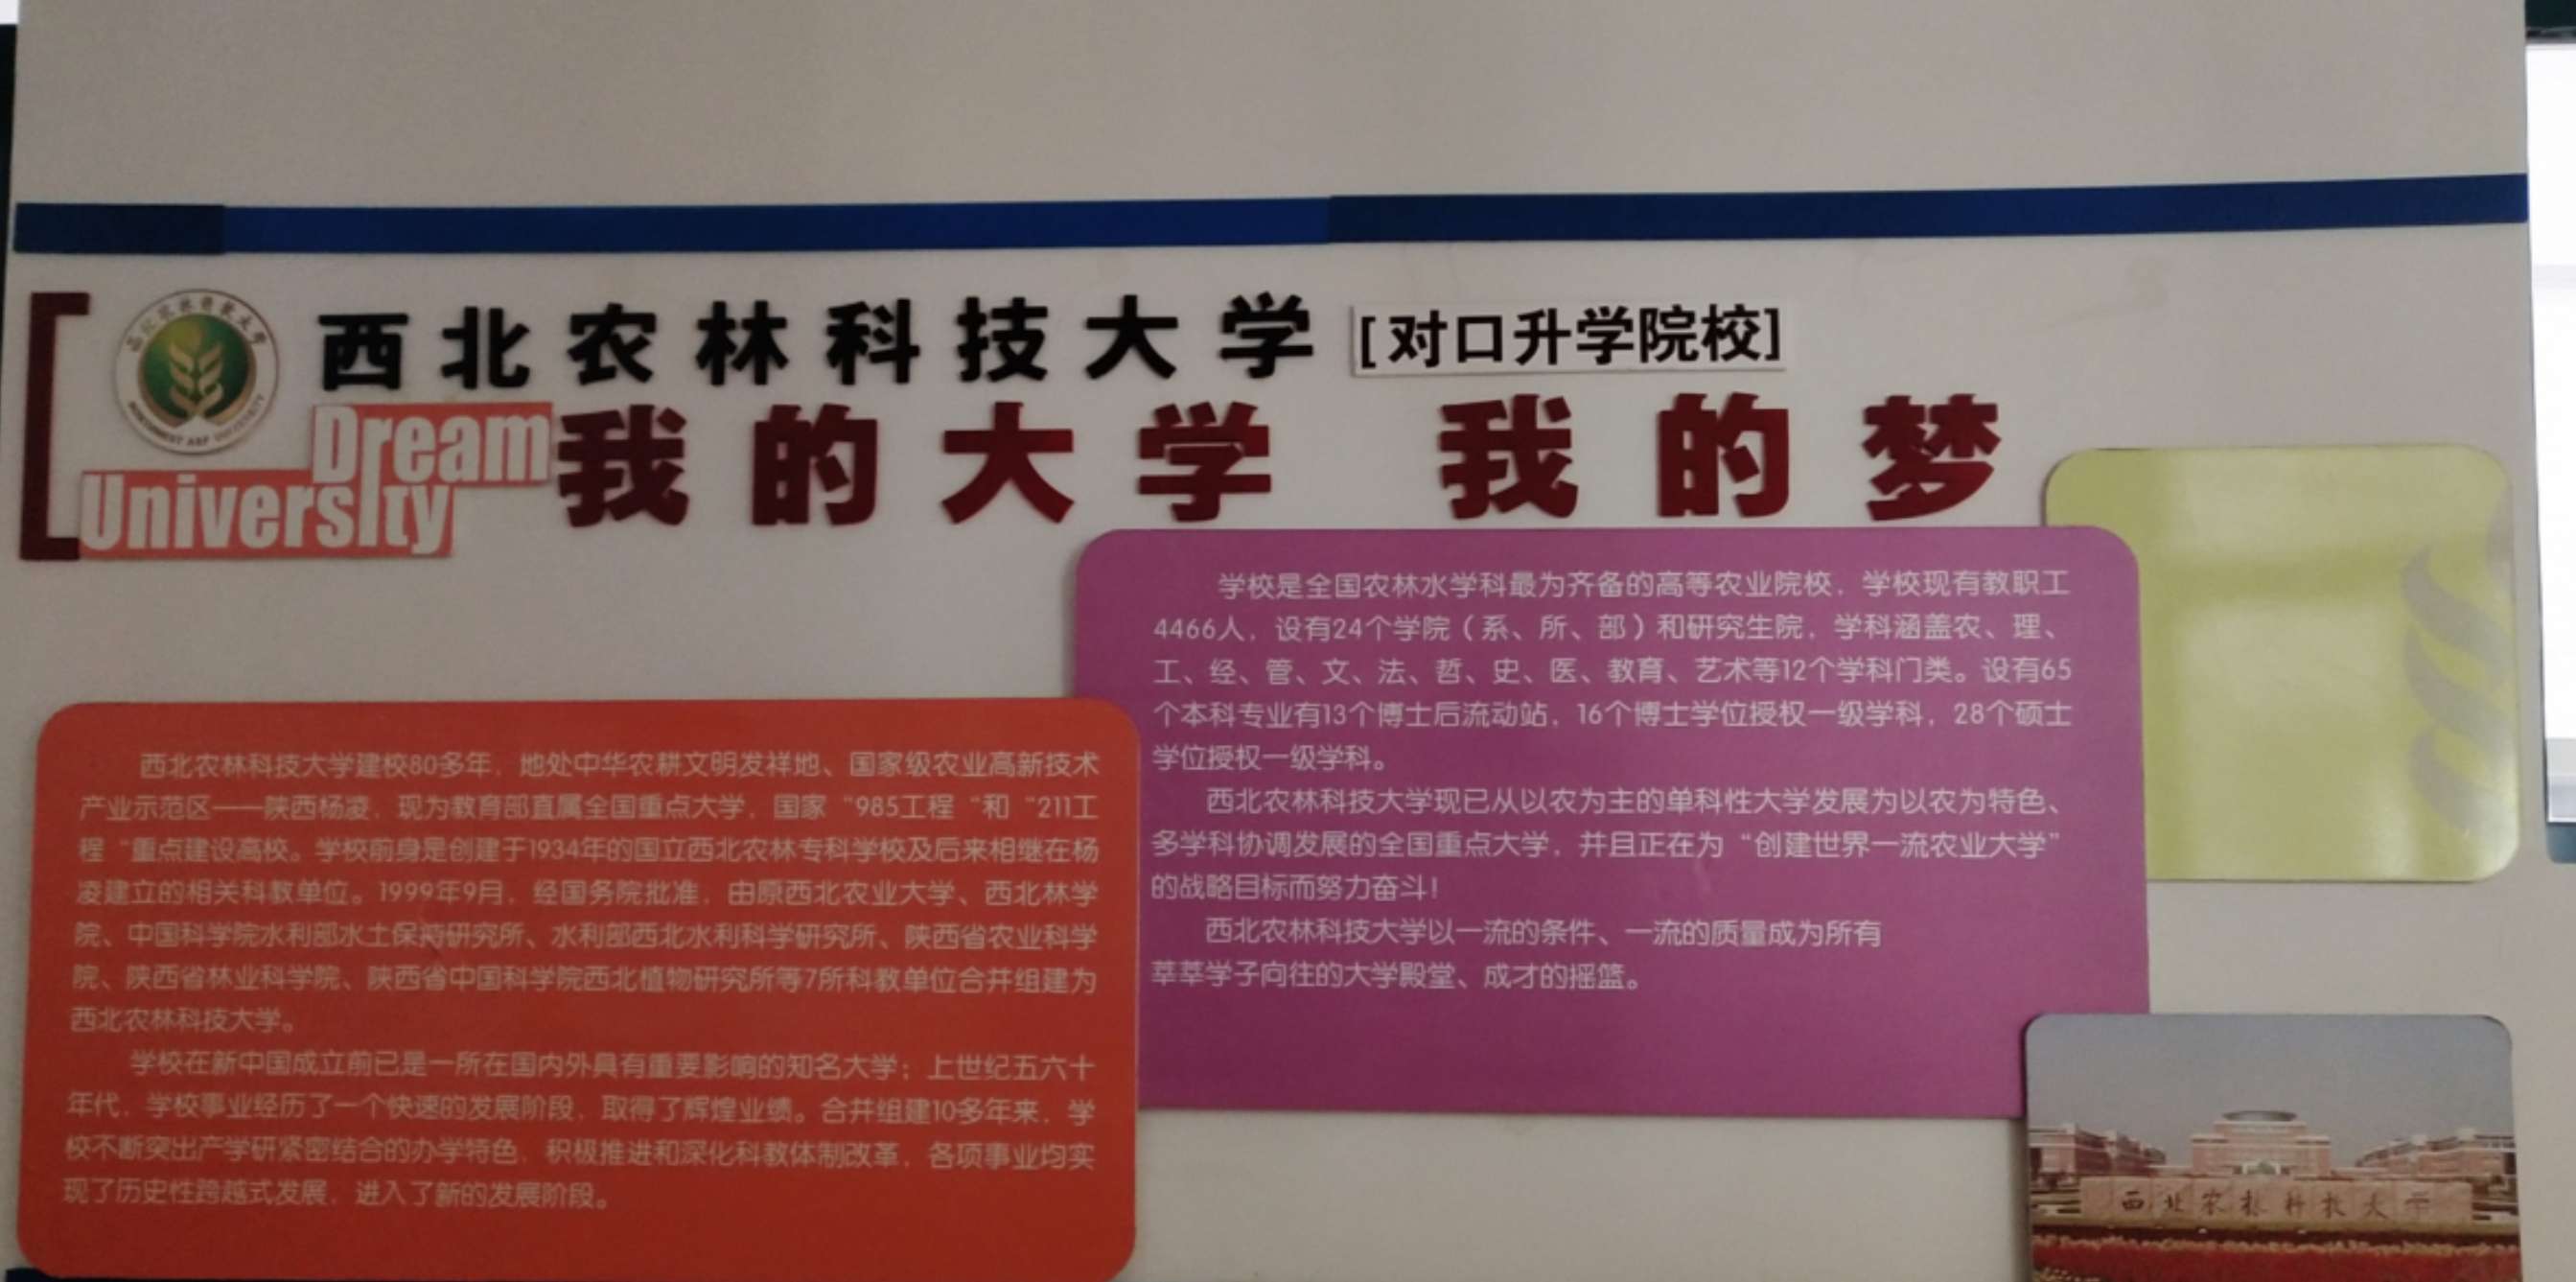 西北农林科技大学
NORTHWEST A&F UNIVERSITY
西北农林科技大学 [对口升学院校]
Dream University
我的大学 我的梦
西北农林科技大学建校80多年，地处中华农耕文明发祥地、国家级农业高新技术
产业示范区——陕西杨凌，现为教育部直属全国重点大学，国家“985工程“和“211工
程“重点建设高校。学校前身是创建于1934年的国立西北农林专科学校及后来相继在杨
凌建立的相关科教单位。1999年9月，经国务院批准，由原西北农业大学、西北林学
院、中国科学院水利部水土保持研究所、水利部西北水利科学研究所、陕西省农业科学
院、陕西省林业科学院、陕西省中国科学院西北植物研究所等7所科教单位合并组建为
西北农林科技大学。
学校在新中国成立前已是一所在国内外具有重要影响的知名大学；上世纪五六十
年代，学校事业经历了一个快速的发展阶段，取得了辉煌业绩。合并组建10多年来，学
校不断突出产学研紧密结合的办学特色，积极推进和深化科教体制改革，各项事业均实
现了历史性跨越式发展，进入了新的发展阶段。
学校是全国农林水学科最为齐备的高等农业院校，学校现有教职工
4466人，设有24个学院（系、所、部）和研究生院，学科涵盖农、理、
工、经、管、文、法、哲、史、医、教育、艺术等12个学科门类。设有65
个本科专业有13个博士后流动站，16个博士学位授权一级学科，28个硕士
学位授权一级学科。
西北农林科技大学现已从以农为主的单科性大学发展为以农为特色、
多学科协调发展的全国重点大学，并且正在为“创建世界一流农业大学”
的战略目标而努力奋斗！
西北农林科技大学以一流的条件、一流的质量成为所有
莘莘学子向往的大学殿堂、成才的摇篮。
西北农林科技大学